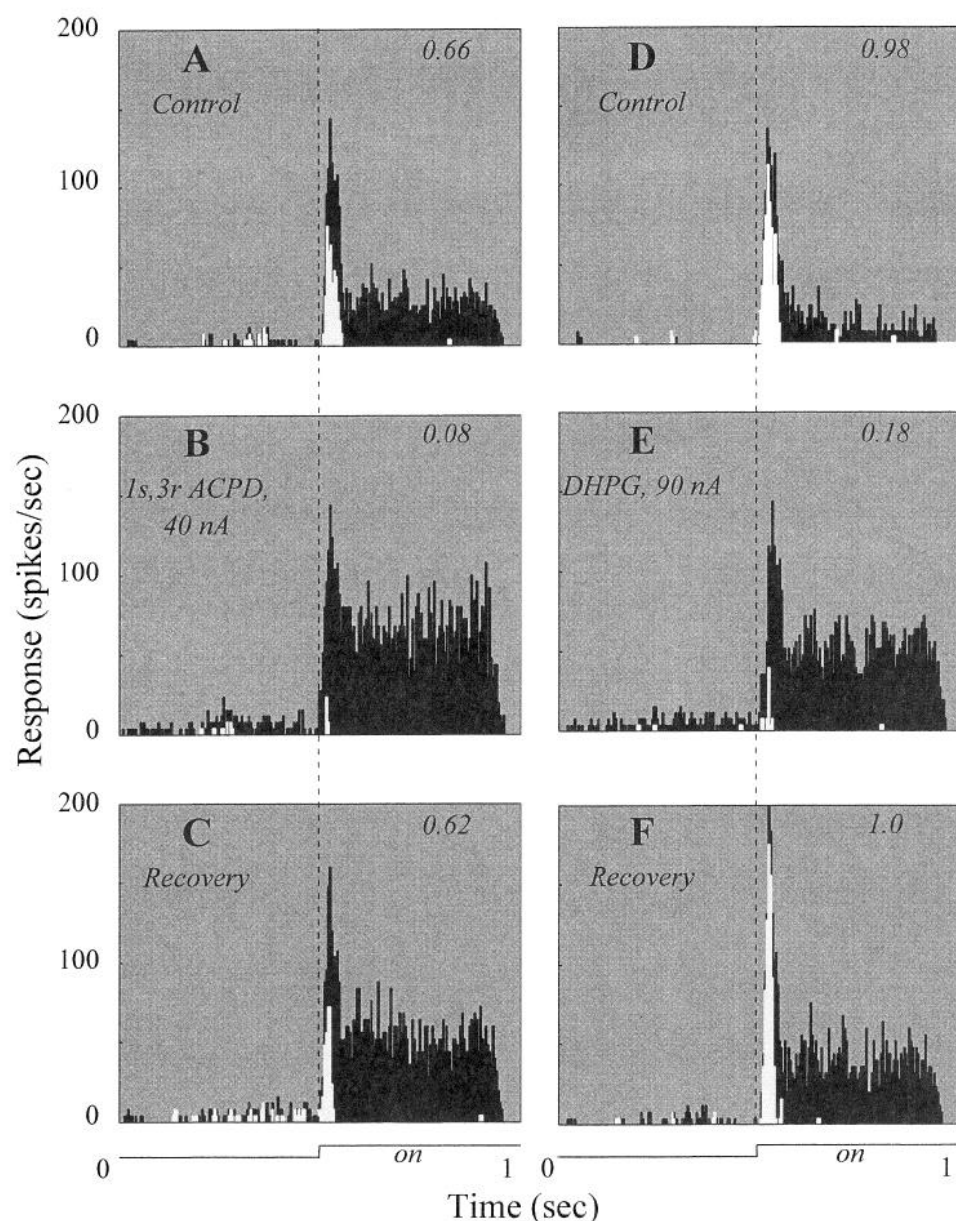 200
A
0.66
Control
100
0
D
0.98
Control
200
B
0.08
1s,3r ACPD,
40 nA
100
0
E
0.18
DHPG, 90 nA
Response (spikes/sec)
200
C
0.62
Recovery
100
0
F
1.0
Recovery
0
on
1
0
on
1
Time (sec)